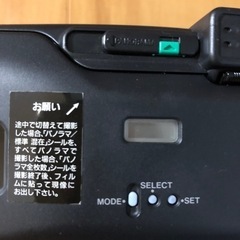 お願い
途中で切替えて撮影
した場合、「パノラマ/
標準 混在」シールを、
すべてパノラマで撮
影した場合、「パノラ
マ全枚数」シールを
撮影終了後、フィル
ムに貼って現像に
お出し下さい。
SELECT
MODE
SET